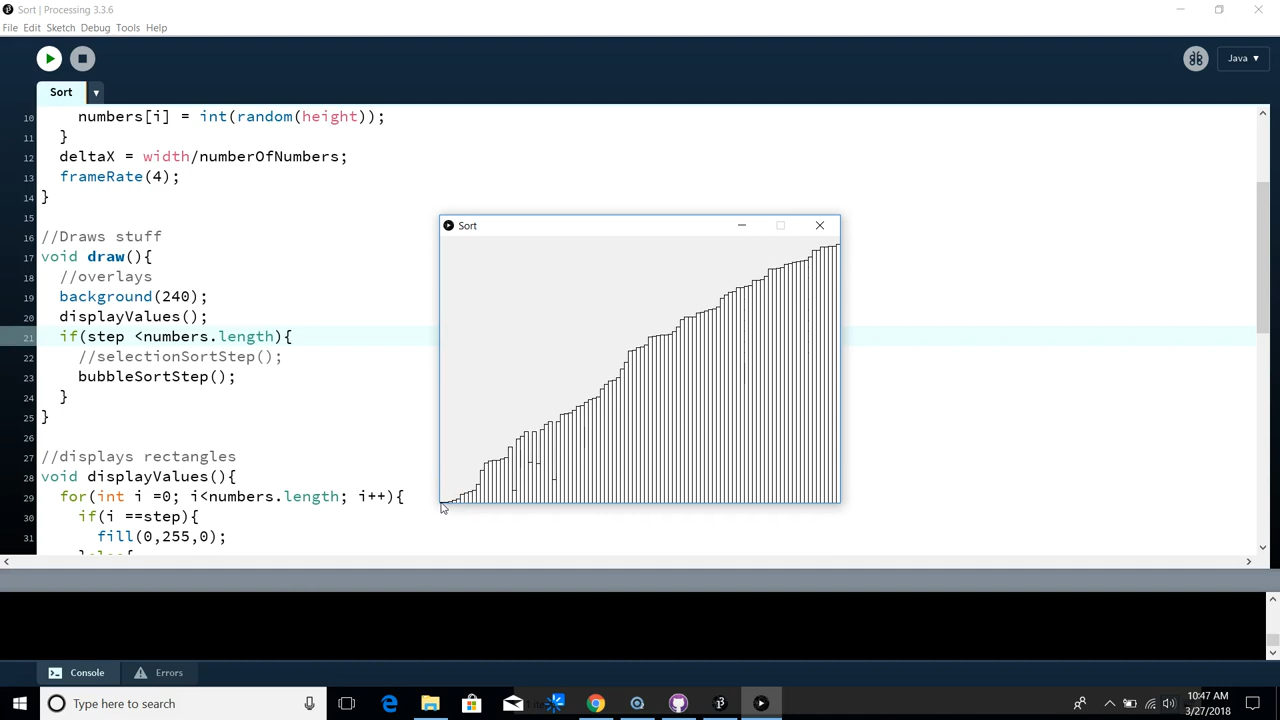 Sort | Processing 3.3.6
File Edit Sketch Debug Tools Help
Java ▼
Sort ▼
10 numbers[i] = int(random(height));
11 }
12 deltaX = width/numberOfNumbers;
13 frameRate(4);
14 }
15
16 //Draws stuff
17 void draw(){
18 //overlays
19 background(240);
20 displayValues();
21 if(step <numbers.length){
22 //selectionSortStep();
23 bubbleSortStep();
24 }
25 }
26
27 //displays rectangles
28 void displayValues(){
29 for(int i =0; i<numbers.length; i++){
30 if(i ==step){
31 fill(0,255,0);
}else{
Sort
Console Errors
Type here to search
10:47 AM
3/27/2018